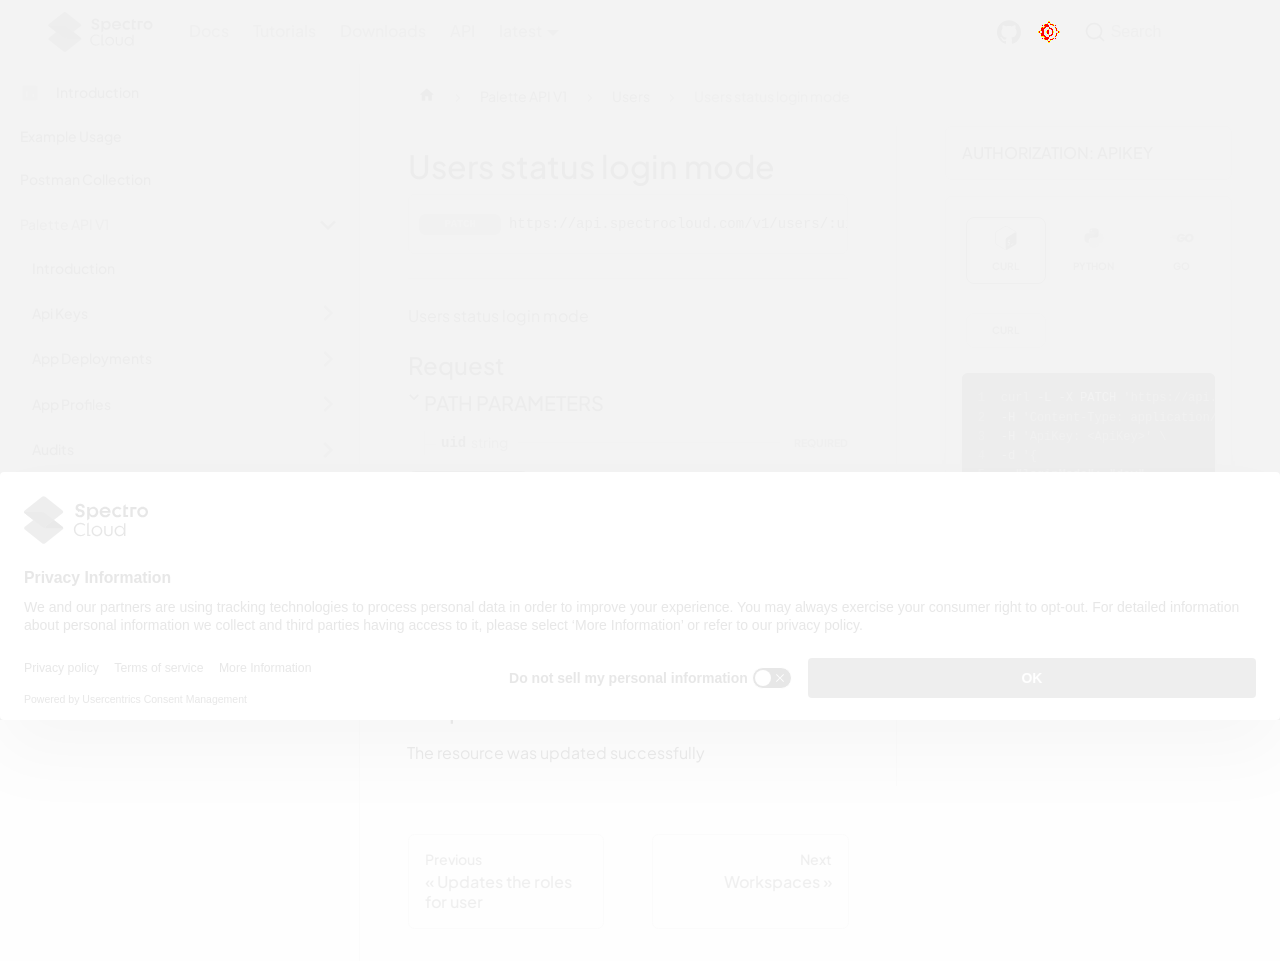 Spectro
Cloud
Docs
Tutorials
Downloads
API
latest
Search
Introduction
Example Usage
Postman Collection
Palette API V1
Introduction
Api Keys
App Deployments
App Profiles
Audits
Palette API V1
Users
Users status login mode
Users status login mode
https://api.spectrocloud.com/v1/users/:u
Users status login mode
Request
PATH PARAMETERS
uid string
REQUIRED
AUTHORIZATION: APIKEY
CURL
PYTHON
GO
CURL
Spectro
Cloud
Privacy Information
We and our partners are using tracking technologies to process personal data in order to improve your experience. You may always exercise your consumer right to opt-out. For detailed information
about personal information we collect and third parties having access to it, please select ‘More Information’ or refer to our privacy policy.
Privacy policy
Terms of service
More Information
Powered by Usercentrics Consent Management
Do not sell my personal information
OK
The resource was updated successfully
Previous
« Updates the roles
for user
Next
Workspaces »